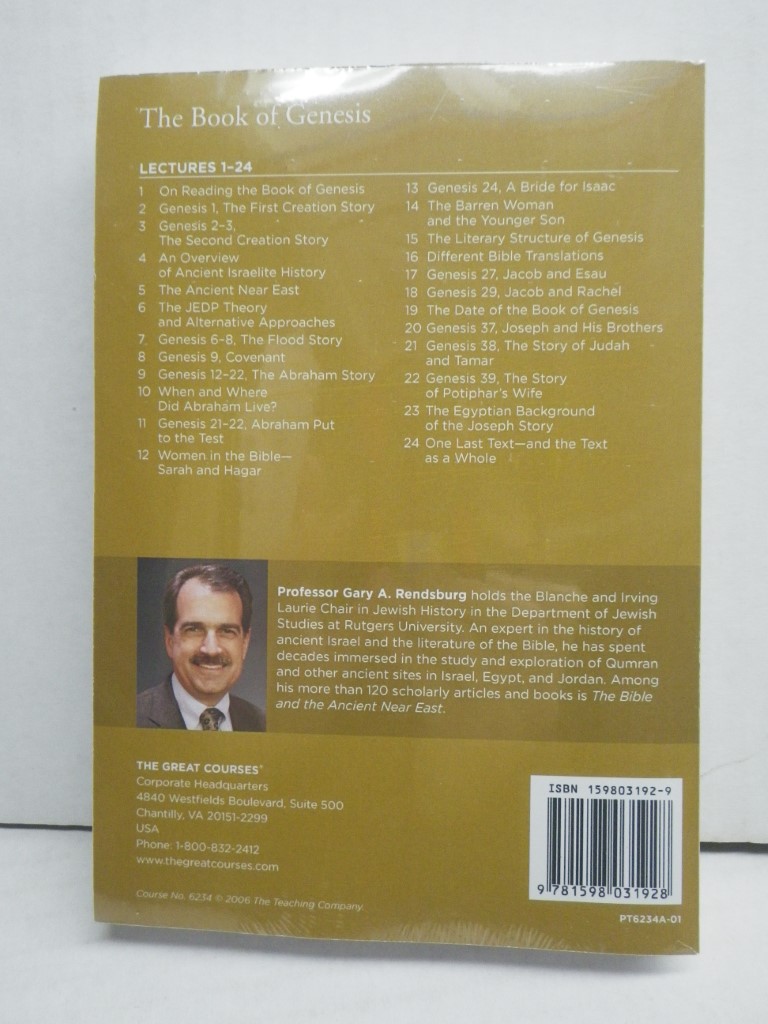 The Book of Genesis
LECTURES 1–24
1 On Reading the Book of Genesis
2 Genesis 1, The First Creation Story
3 Genesis 2–3,
The Second Creation Story
4 An Overview
of Ancient Israelite History
5 The Ancient Near East
6 The JEDP Theory
and Alternative Approaches
7 Genesis 6–8, The Flood Story
8 Genesis 9, Covenant
9 Genesis 12–22, The Abraham Story
10 When and Where
Did Abraham Live?
11 Genesis 21–22, Abraham Put
to the Test
12 Women in the Bible—
Sarah and Hagar
13 Genesis 24, A Bride for Isaac
14 The Barren Woman
and the Younger Son
15 The Literary Structure of Genesis
16 Different Bible Translations
17 Genesis 27, Jacob and Esau
18 Genesis 29, Jacob and Rachel
19 The Date of the Book of Genesis
20 Genesis 37, Joseph and His Brothers
21 Genesis 38, The Story of Judah
and Tamar
22 Genesis 39, The Story
of Potiphar's Wife
23 The Egyptian Background
of the Joseph Story
24 One Last Text—and the Text
as a Whole
Professor Gary A. Rendsburg holds the Blanche and Irving
Laurie Chair in Jewish History in the Department of Jewish
Studies at Rutgers University. An expert in the history of
ancient Israel and the literature of the Bible, he has spent
decades immersed in the study and exploration of Qumran
and other ancient sites in Israel, Egypt, and Jordan. Among
his more than 120 scholarly articles and books is The Bible
and the Ancient Near East.
THE GREAT COURSES®
Corporate Headquarters
4840 Westfields Boulevard, Suite 500
Chantilly, VA 20151-2299
USA
Phone: 1-800-832-2412
www.thegreatcourses.com
Course No. 6234 © 2006 The Teaching Company.
ISBN 159803192-9
9 781598 031928
PT6234A-01